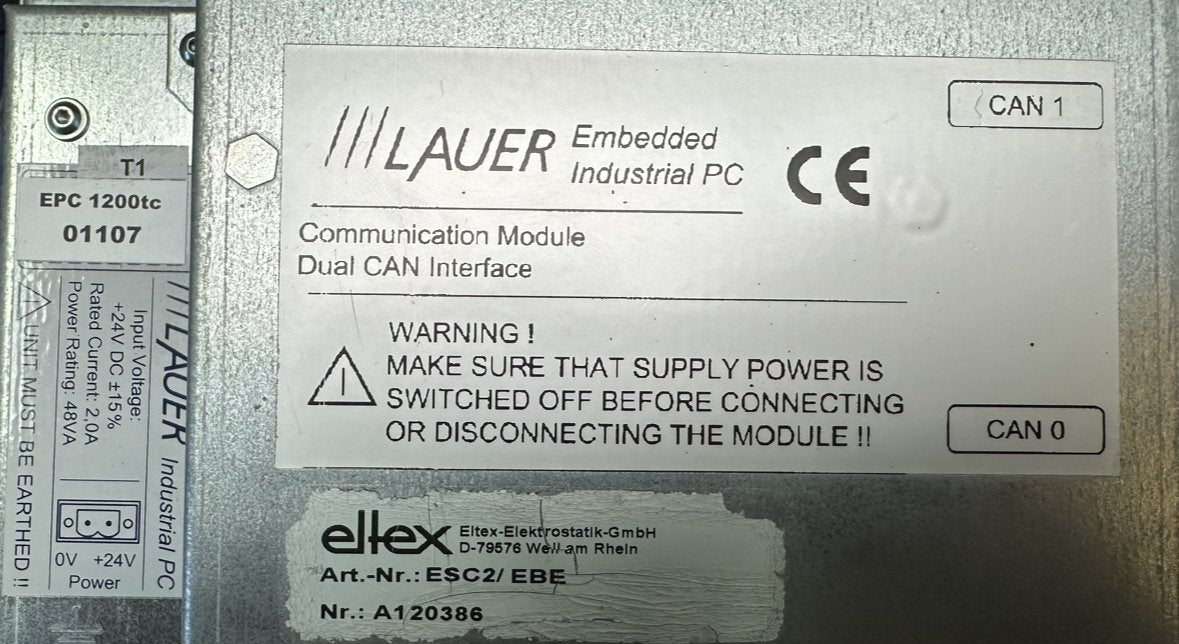 T1
EPC 1200tc
01107
LAUER Industrial PC
Input Voltage:
+24V DC ±15%
Rated Current: 2,0A
Power Rating: 48VA
UNIT MUST BE EARTHED !!
0V +24V
Power
LAUER Embedded
Industrial PC
CE
CAN 1
Communication Module
Dual CAN Interface
WARNING !
MAKE SURE THAT SUPPLY POWER IS
SWITCHED OFF BEFORE CONNECTING
OR DISCONNECTING THE MODULE !!
CAN 0
eltex Eltex-Elektrostatik-GmbH
D-79576 Weil am Rhein
Art.-Nr.: ESC2/ EBE
Nr.: A120386